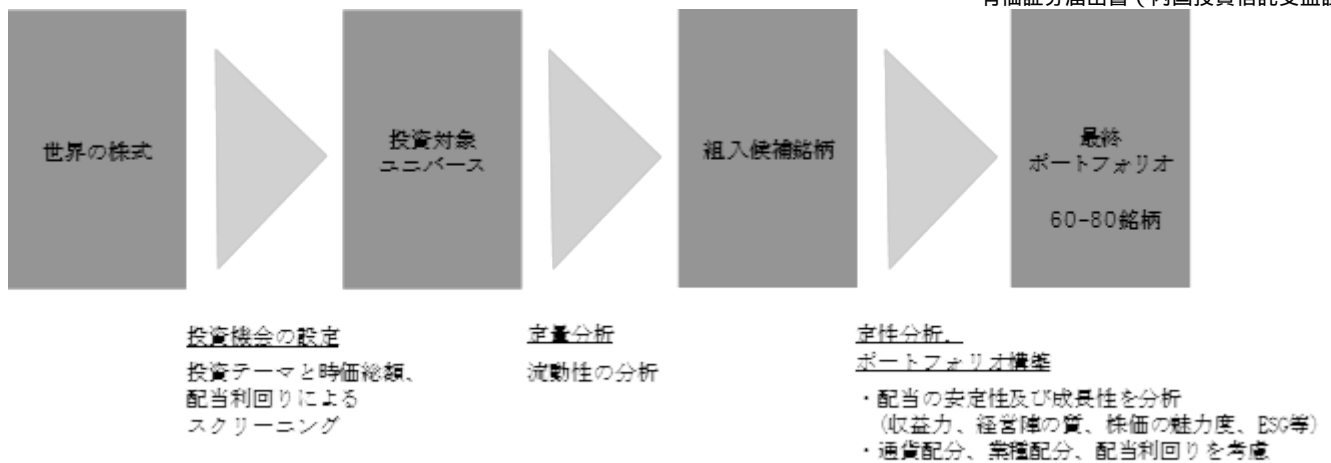 世界の株式
投資対象
ユニバース
組入候補銘柄
最終
ポートフォリオ
60-80銘柄
投資機会の設定
投資テーマと時価総額、
配当利回りによる
スクリーニング
定量分析
流動性の分析
定性分析、
ポートフォリオ構築
・配当の安定性及び成長性を分析
(収益力、経営陣の質、株価の魅力度、ESG等)
・通貨配分、業種配分、配当利回りを考慮